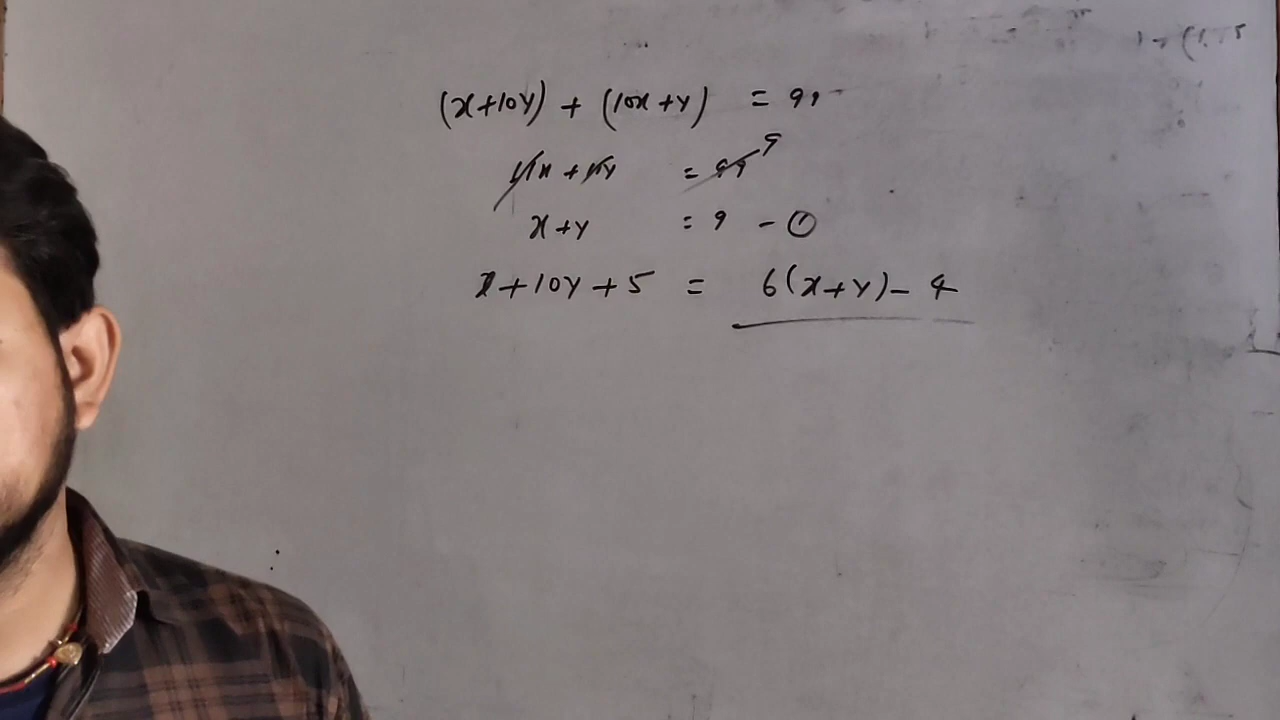 (x+10y) + (10x+y) = 99
11x + 11y = 99 9
x+y = 9 - ①
x+10y+5 = 6(x+y)-4